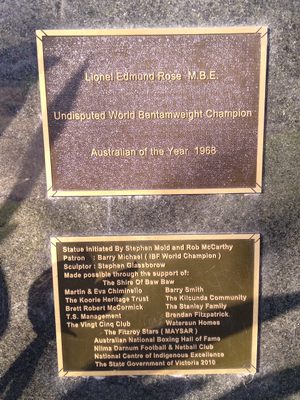 Lionel Edmund Rose M.B.E.
Undisputed World Bantamweight Champion
Australian of the Year 1968
Statue Initiated By Stephen Mold and Rob McCarthy
Patron : Barry Michael ( IBF World Champion )
Sculptor : Stephen Glassborow
Made possible through the support of:
The Shire Of Baw Baw
Martin & Eva Chiminello Barry Smith
The Koorie Heritage Trust The Kilcunda Community
Brett Robert McCormick The Stanley Family
T.S. Management Brendan Fitzpatrick
The Vingt Cinq Club Watersun Homes
The Fitzroy Stars ( MAYSAR )
Australian National Boxing Hall of Fame
Nilma Darnum Football & Netball Club
National Centre of Indigenous Excellence
The State Government of Victoria 2010